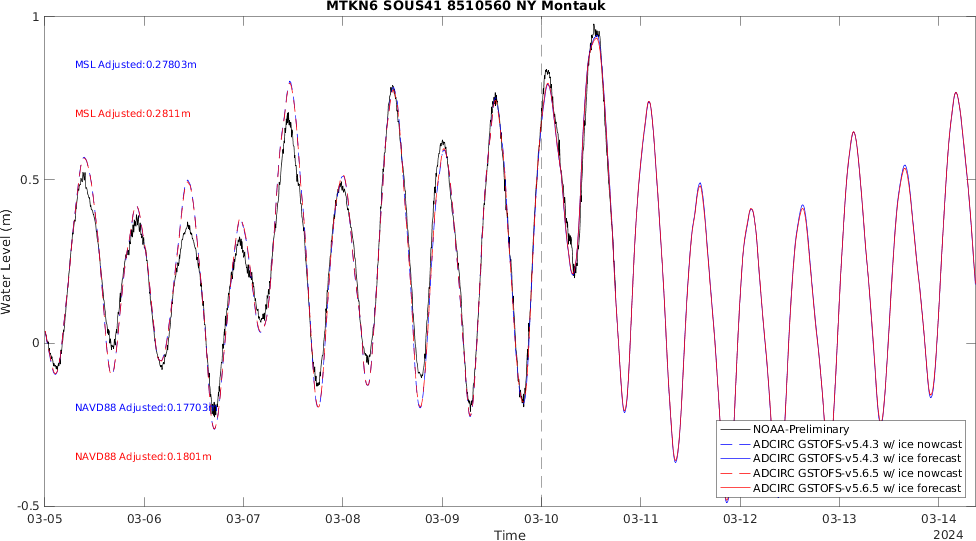 MTKN6 SOUS41 8510560 NY Montauk
1
0.5
0
-0.5
Water Level (m)
MSL Adjusted:0.27803m
MSL Adjusted:0.2811m
NAVD88 Adjusted:0.17703m
NAVD88 Adjusted:0.1801m
NOAA-Preliminary
ADCIRC GSTOFS-v5.4.3 w/ ice nowcast
ADCIRC GSTOFS-v5.4.3 w/ ice forecast
ADCIRC GSTOFS-v5.6.5 w/ ice nowcast
ADCIRC GSTOFS-v5.6.5 w/ ice forecast
03-05 03-06 03-07 03-08 03-09 03-10 03-11 03-12 03-13 03-14
Time
2024